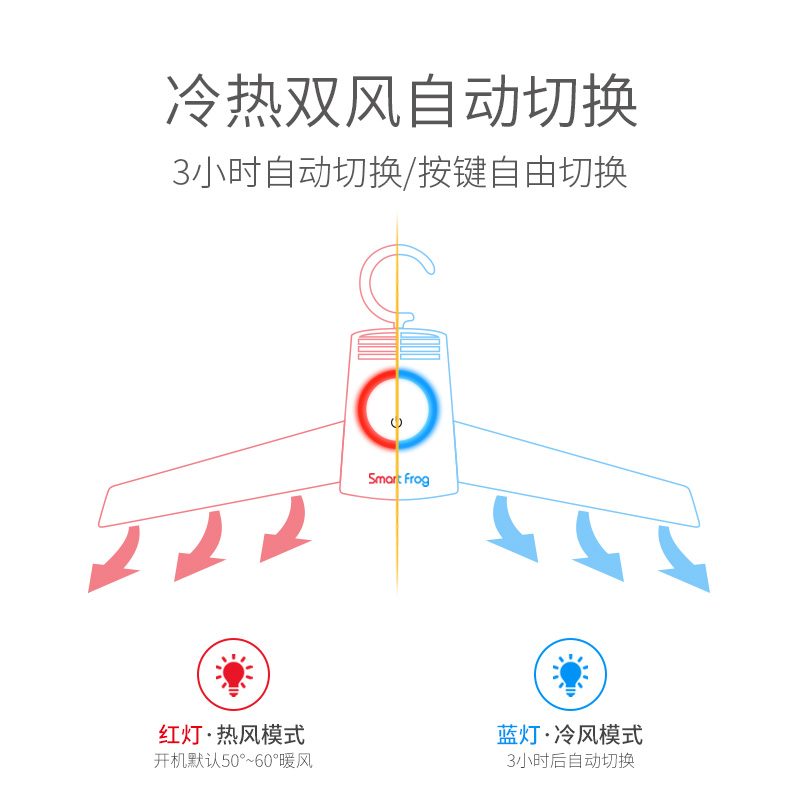 冷热双风自动切换
3小时自动切换/按键自由切换
Smart Frog
红灯·热风模式
开机默认50°~60°暖风
蓝灯·冷风模式
3小时后自动切换